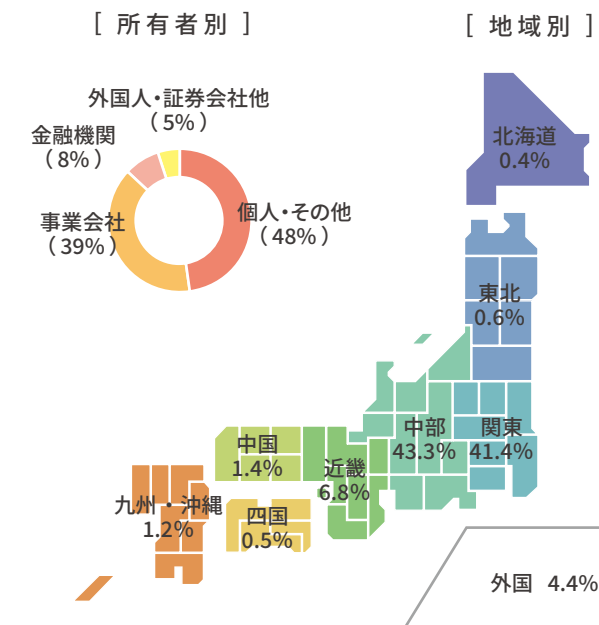 [ 所有者別 ]
外国人・証券会社他
（ 5% ）
金融機関
（ 8% ）
事業会社
（ 39% ）
個人・その他
（ 48% ）
[ 地域別 ]
北海道
0.4%
東北
0.6%
中部
43.3%
関東
41.4%
中国
1.4%
近畿
6.8%
九州 ・ 沖縄
1.2%
四国
0.5%
外国 4.4%